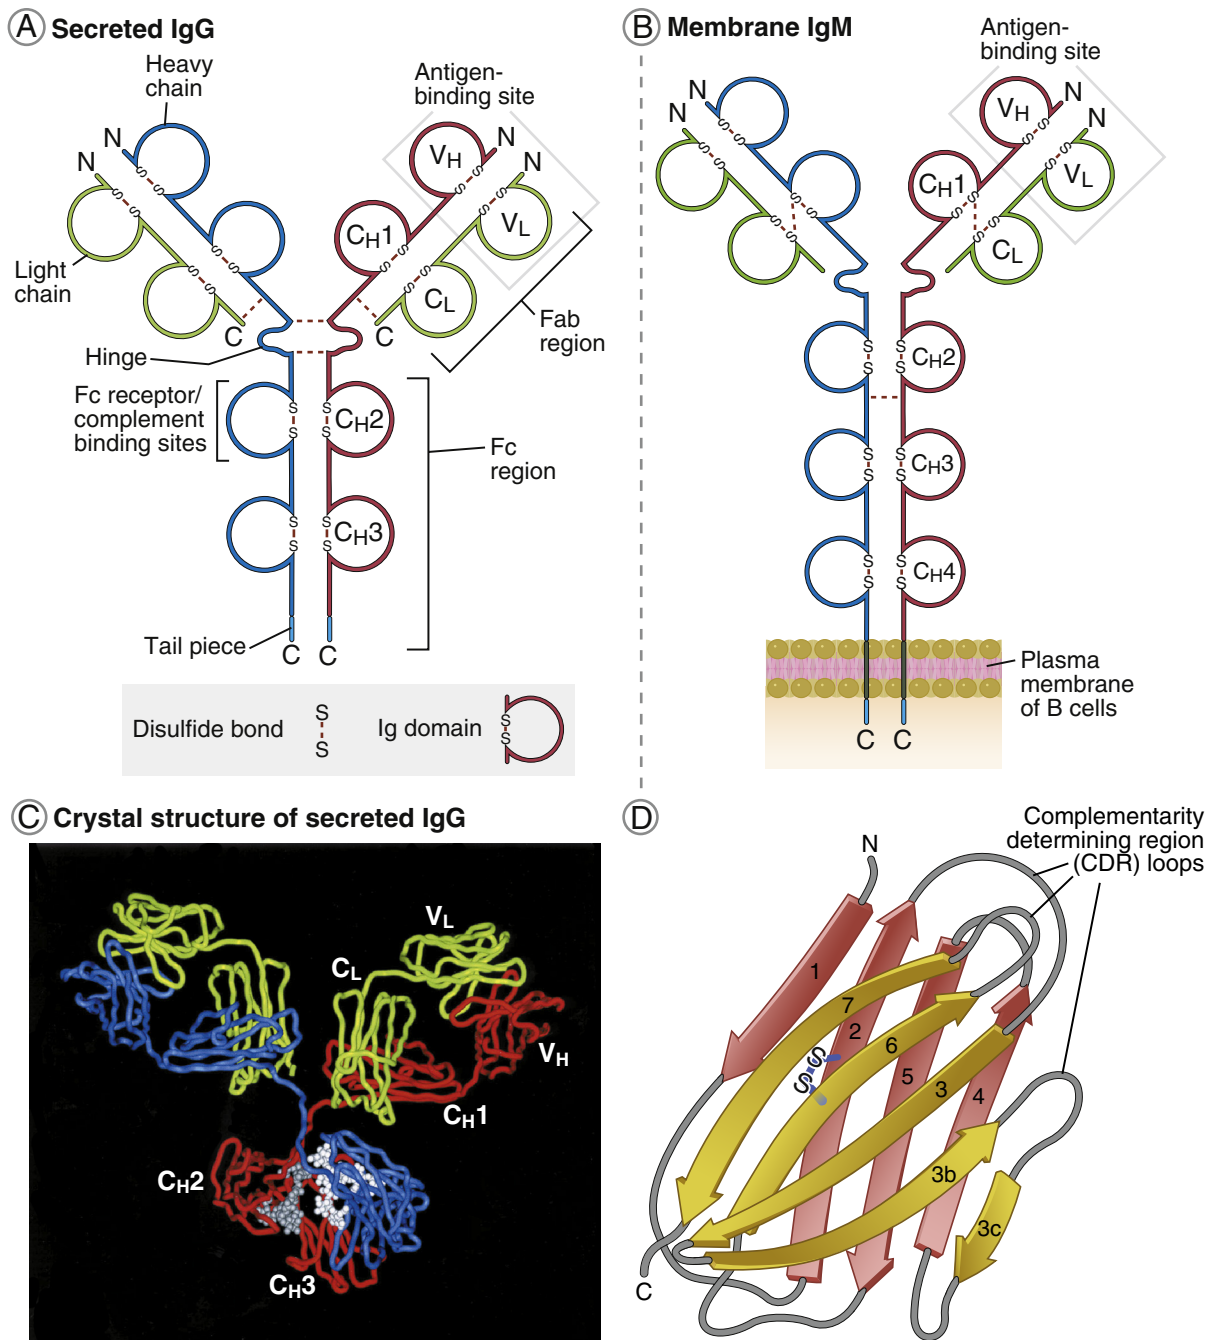 A Secreted IgG
Heavy
chain
Antigen-
binding site
N
N
N
N
VH
VL
CH1
CL
S S
S S
S S
S S
S S
S S
S S
S S
Light
chain
C
C
Fab
region
Hinge
Fc receptor/
complement
binding sites
S S
S S
CH2
Fc
region
S S
S S
CH3
Tail piece
C C
Disulfide bond
S
S
Ig domain
S
S
B Membrane IgM
Antigen-
binding site
N
N
N
N
VH
VL
CH1
CL
S S
S S
S S
S S
S S
S S
S
S
S S
S S
CH2
S S
S S
CH3
S S
S S
CH4
Plasma
membrane
of B cells
C C
C Crystal structure of secreted IgG
VL
CL
VH
CH1
CH2
CH3
D
Complementarity
determining region
(CDR) loops
N
1
7
2
6
5
3
4
S
S
3b
3c
C